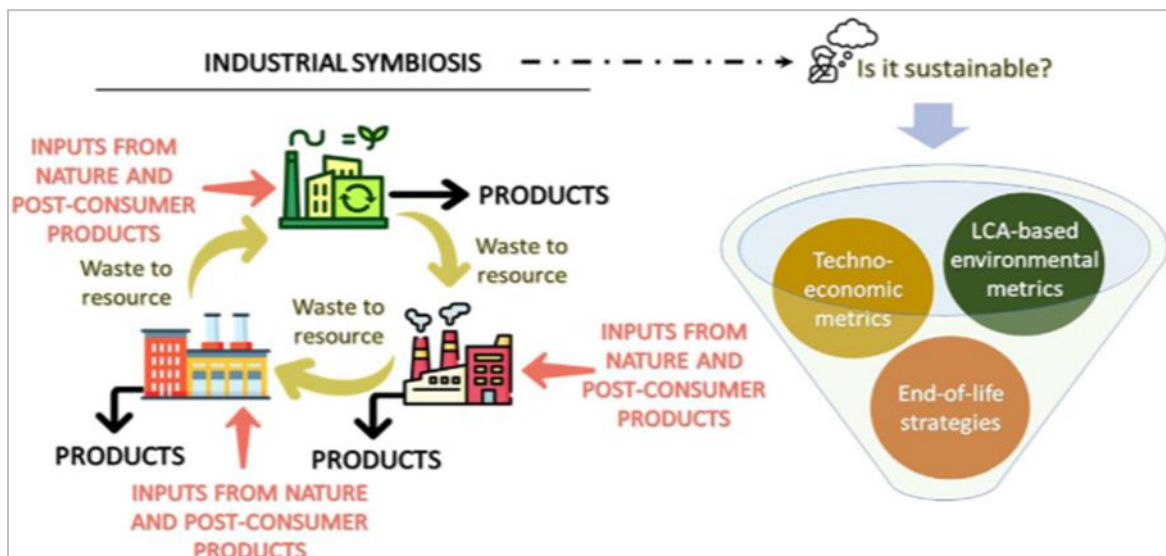 INDUSTRIAL SYMBIOSIS
Is it sustainable?
INPUTS FROM
NATURE AND
POST-CONSUMER
PRODUCTS
PRODUCTS
Waste to
resource
Waste to
resource
Waste to
resource
INPUTS FROM
NATURE AND
POST-CONSUMER
PRODUCTS
PRODUCTS
PRODUCTS
INPUTS FROM NATURE
AND POST-CONSUMER
PRODUCTS
Techno-
economic
metrics
LCA-based
environmental
metrics
End-of-life
strategies